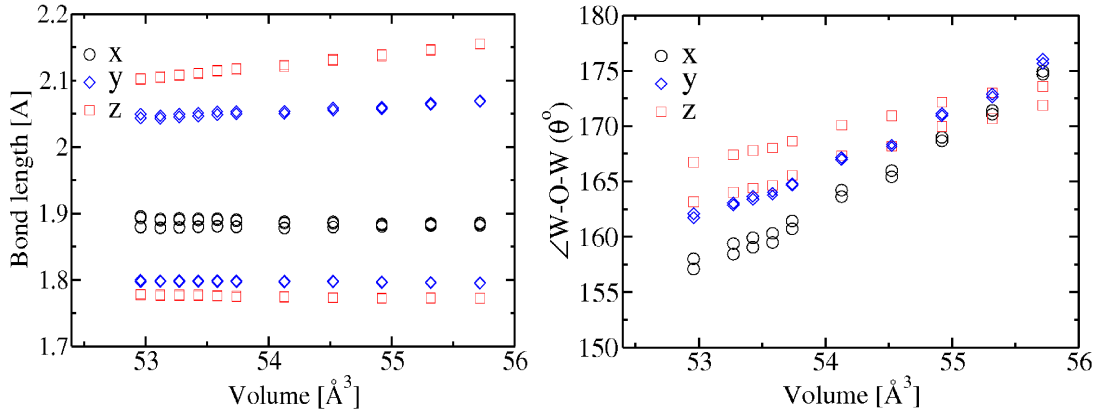 2.2
2.1
2
1.9
1.8
1.7
Bond length [A]
x
y
z
53
54
55
56
Volume [Å³]
180
175
170
165
160
155
150
∠W-O-W (θ°)
x
y
z
53
54
55
56
Volume [Å³]